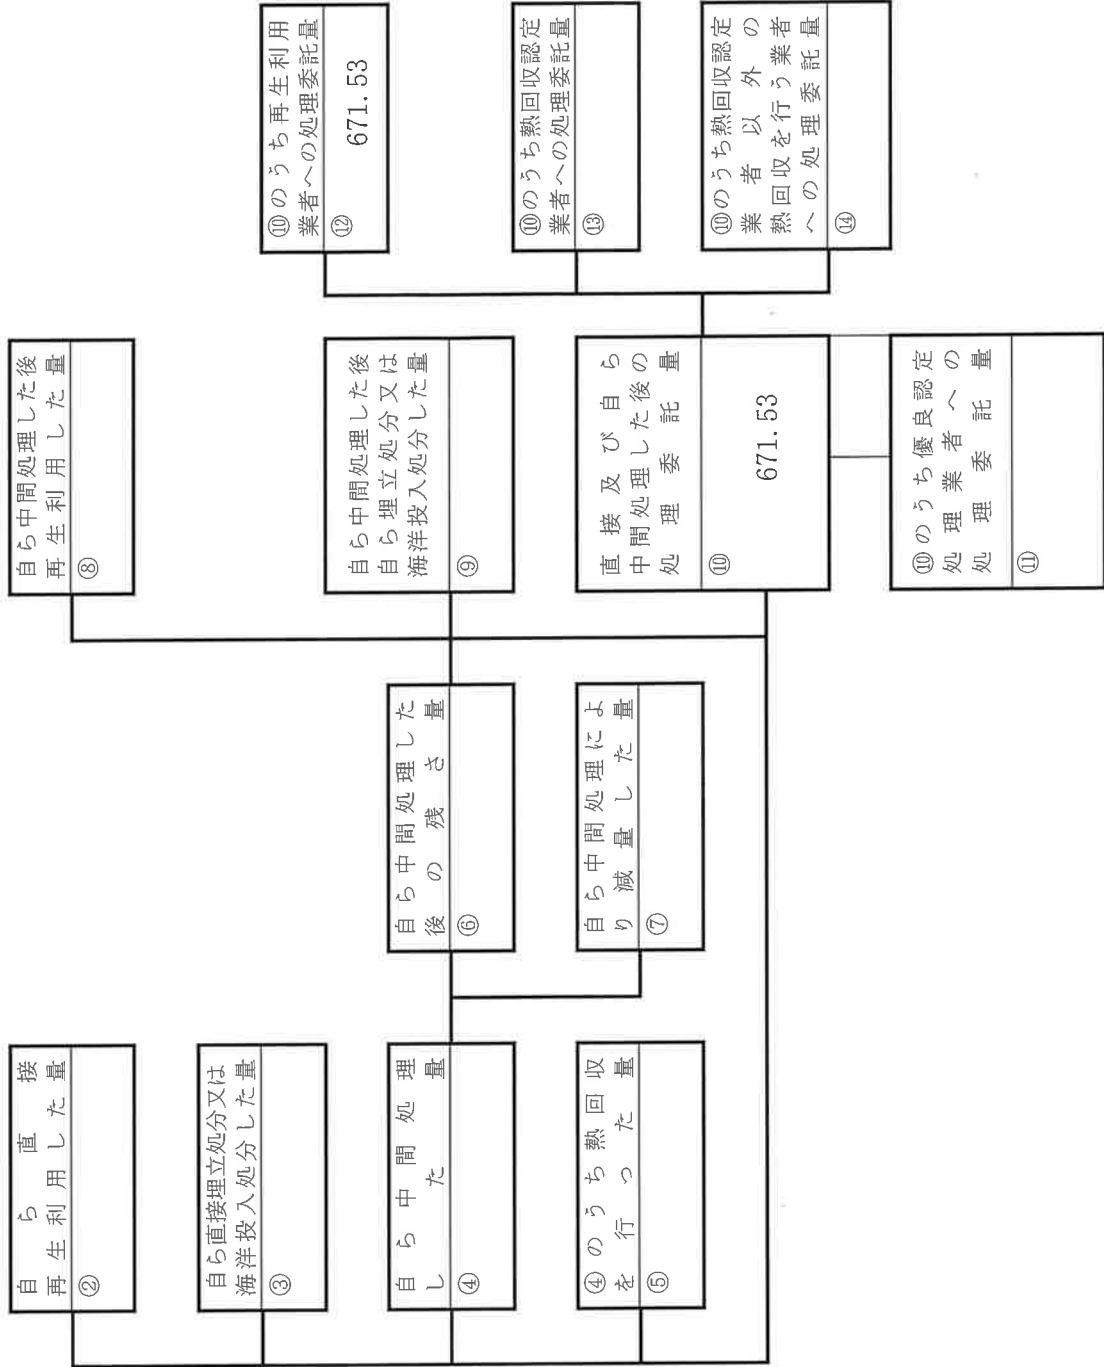 自ら直接
再生利用した量
②
自ら直接埋立処分又は
海洋投入処分した量
③
自ら中間処理
した量
④
④のうち熱回収
を行った量
⑤
自ら中間処理した
後の残さ量
⑥
自ら中間処理によ
り減量した量
⑦
自ら中間処理した後
再生利用した量
⑧
自ら中間処理した後
自ら埋立処分又は
海洋投入処分した量
⑨
直接及び自ら
中間処理した後の
処理委託量
⑩
671.53
⑩のうち優良認定
処理業者への
処理委託量
⑪
⑩のうち再生利用
業者への処理委託量
⑫
671.53
⑩のうち熱回収認定
業者への処理委託量
⑬
⑩のうち熱回収認定
業者以外の
熱回収を行う業者
への処理委託量
⑭